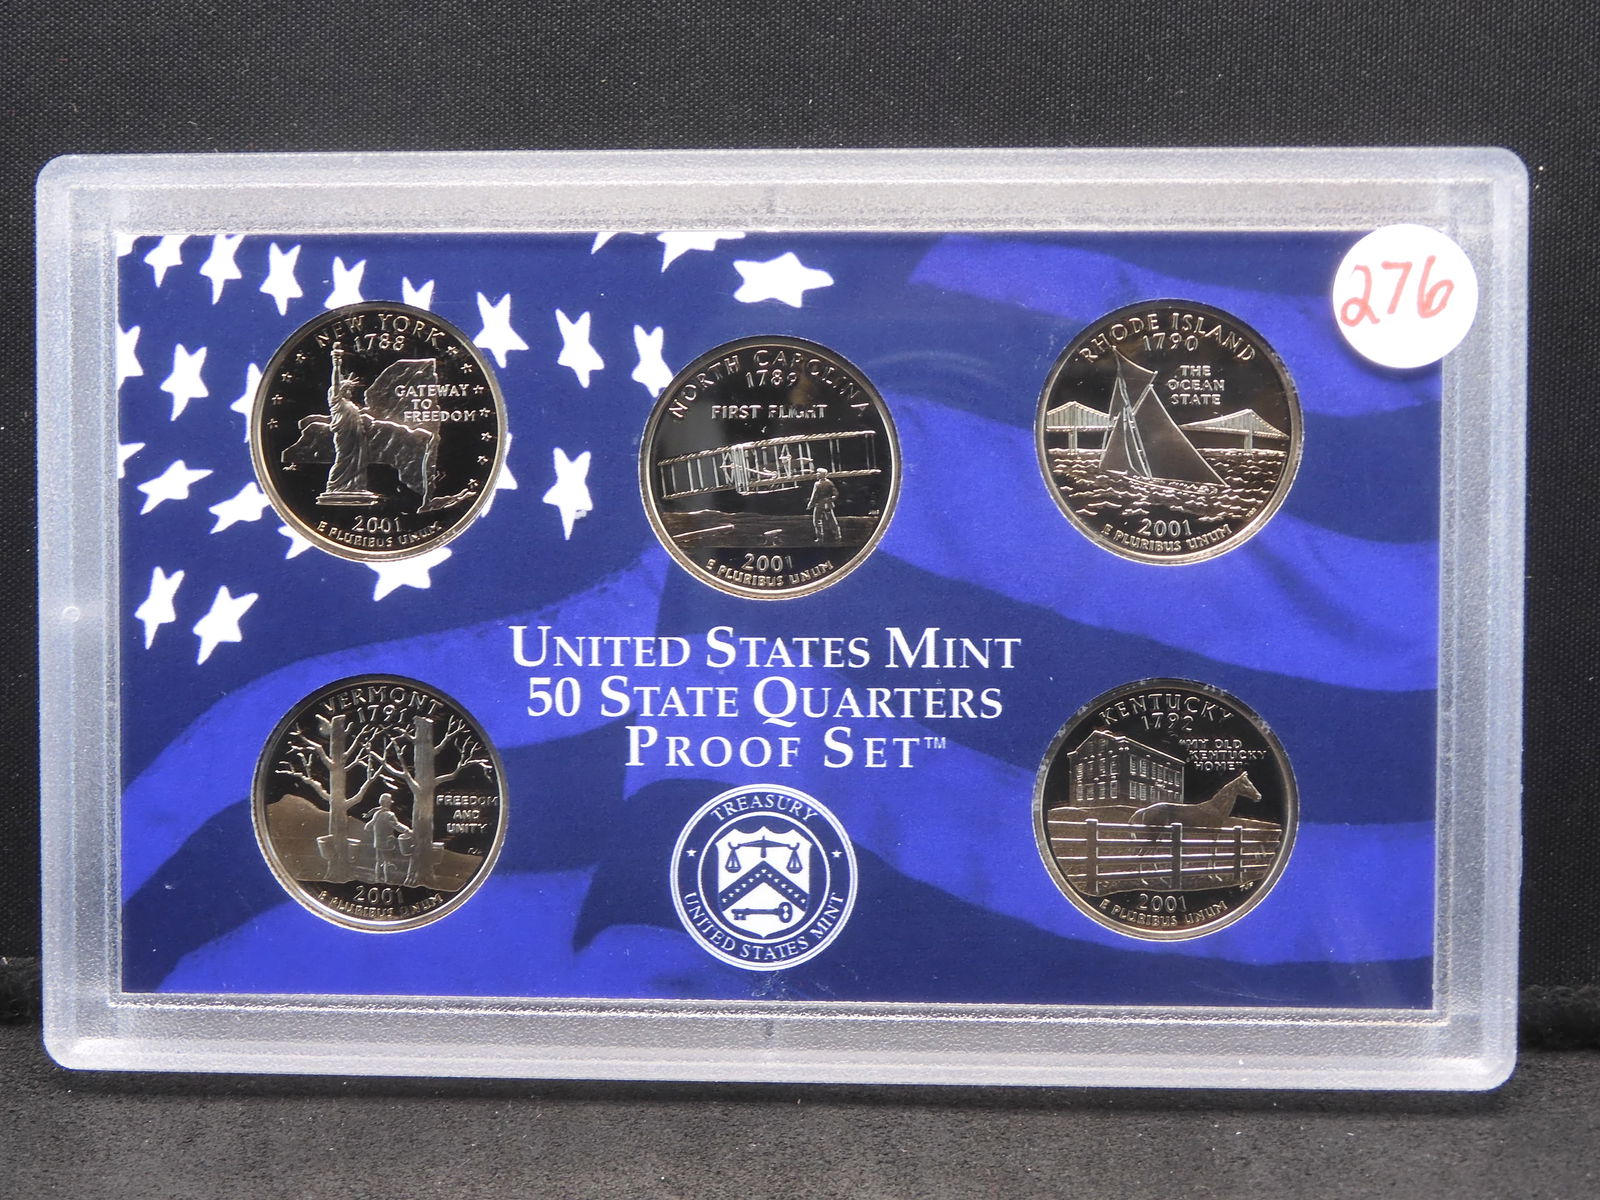 276
NEW YORK
1788
GATEWAY
TO
FREEDOM
2001
E PLURIBUS UNUM
NORTH CAROLINA
1789
FIRST FLIGHT
2001
E PLURIBUS UNUM
RHODE ISLAND
1790
THE
OCEAN
STATE
2001
E PLURIBUS UNUM
UNITED STATES MINT
50 STATE QUARTERS
PROOF SET™
VERMONT
1791
FREEDOM
AND
UNITY
2001
E PLURIBUS UNUM
TREASURY
UNITED STATES MINT
KENTUCKY
1792
"MY OLD
KENTUCKY
HOME"
2001
E PLURIBUS UNUM